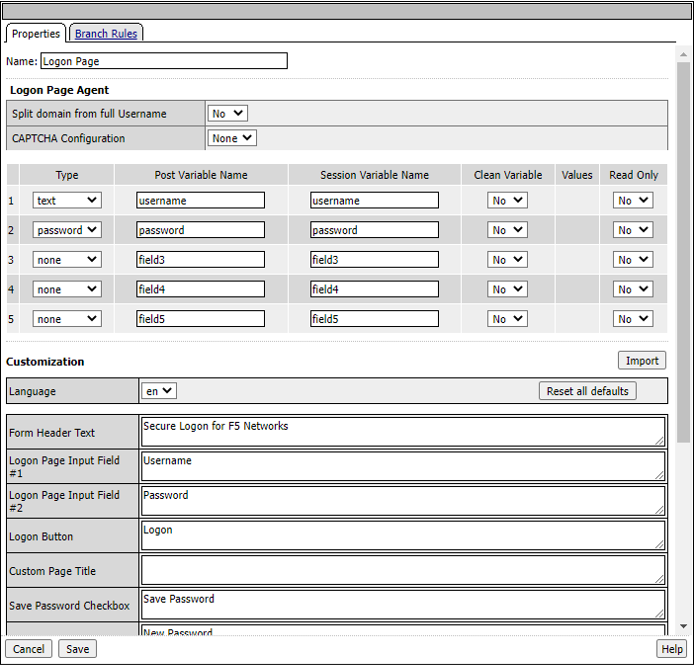 Properties Branch Rules
Name: Logon Page
Logon Page Agent
Split domain from full Username No
CAPTCHA Configuration None
Type Post Variable Name Session Variable Name Clean Variable Values Read Only
1 text username username No No
2 password password password No No
3 none field3 field3 No No
4 none field4 field4 No No
5 none field5 field5 No No
Customization Import
Language en Reset all defaults
Form Header Text Secure Logon for F5 Networks
Logon Page Input Field Username
#1
Logon Page Input Field Password
#2
Logon Button Logon
Custom Page Title
Save Password Checkbox Save Password
New Password
Cancel Save Help